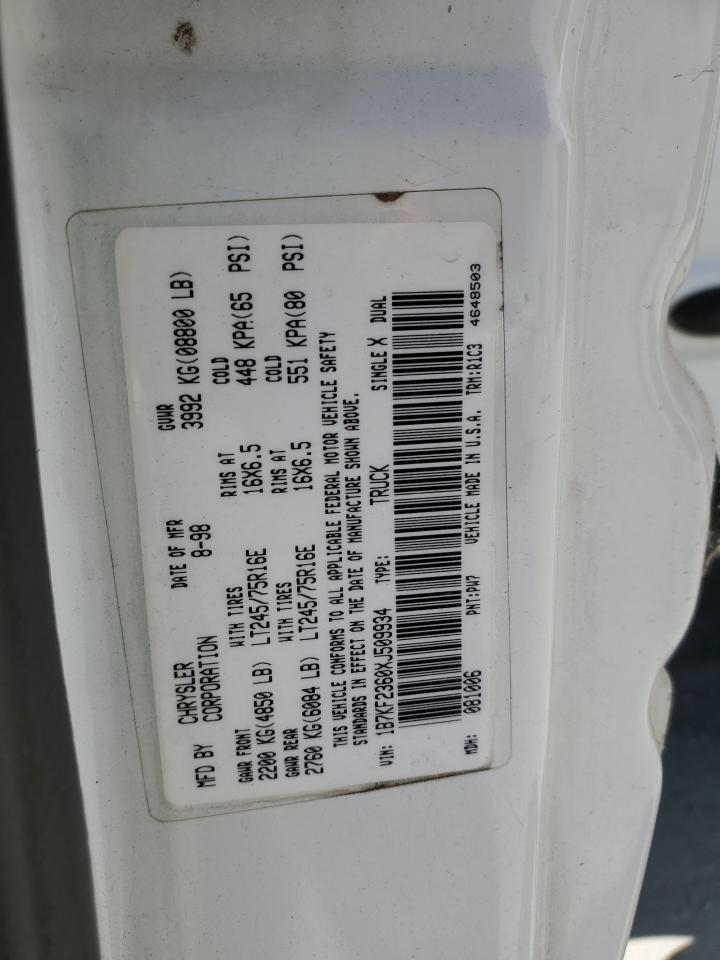 MFD BY CHRYSLER CORPORATION DATE OF MFR 8-98 GVWR 3992 KG(08800 LB)
GAWR FRONT WITH TIRES RIMS AT COLD
2200 KG(4850 LB) LT245/75R16E 16X6.5 448 KPA(65 PSI)
GAWR REAR WITH TIRES RIMS AT COLD
2760 KG(6084 LB) LT245/75R16E 16X6.5 551 KPA(80 PSI)
THIS VEHICLE CONFORMS TO ALL APPLICABLE FEDERAL MOTOR VEHICLE SAFETY
STANDARDS IN EFFECT ON THE DATE OF MANUFACTURE SHOWN ABOVE.
VIN: 1B7KF2360XJ509934 TYPE: TRUCK SINGLE X DUAL
MDH: 081006 PNT:PW7 VEHICLE MADE IN U.S.A. TRM:R1C3 4648503